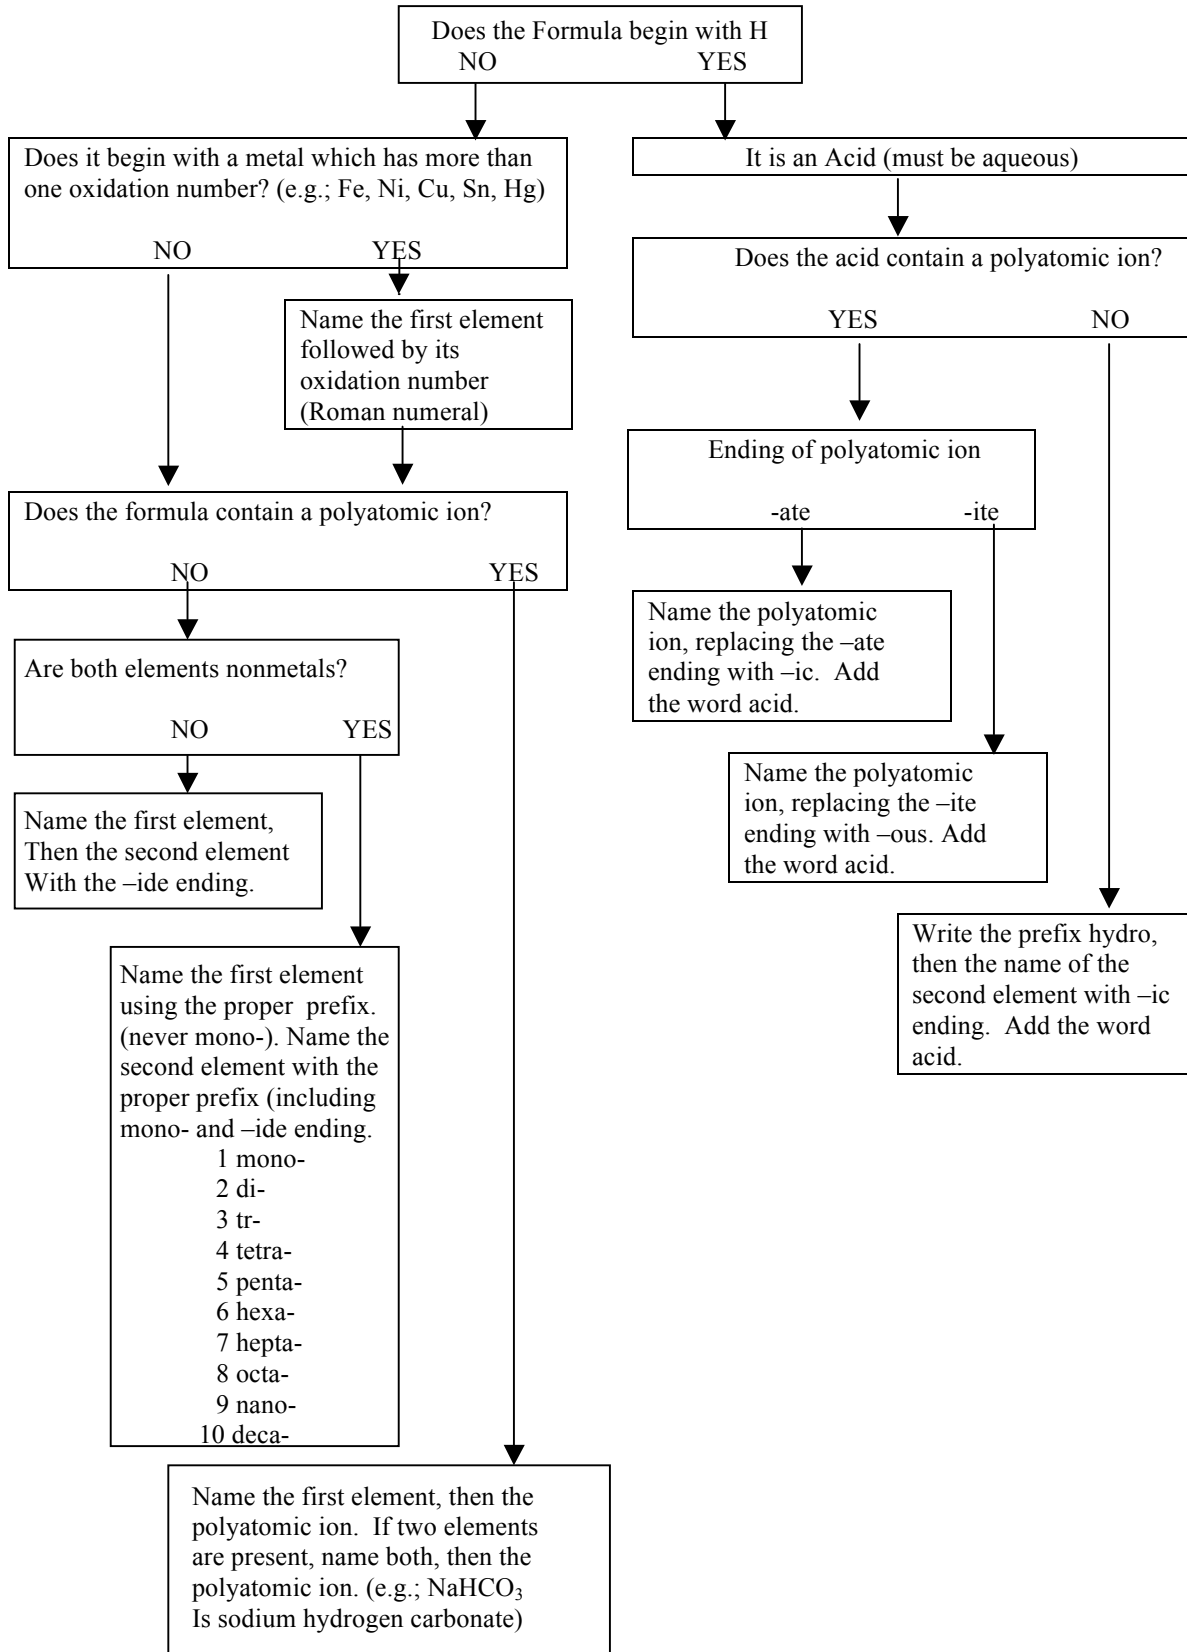 Does the Formula begin with H
NO YES
Does it begin with a metal which has more than
one oxidation number? (e.g.; Fe, Ni, Cu, Sn, Hg)
NO YES
Name the first element
followed by its
oxidation number
(Roman numeral)
Does the formula contain a polyatomic ion?
NO YES
Are both elements nonmetals?
NO YES
Name the first element,
Then the second element
With the –ide ending.
Name the first element
using the proper prefix.
(never mono-). Name the
second element with the
proper prefix (including
mono- and –ide ending.
1 mono-
2 di-
3 tr-
4 tetra-
5 penta-
6 hexa-
7 hepta-
8 octa-
9 nano-
10 deca-
Name the first element, then the
polyatomic ion. If two elements
are present, name both, then the
polyatomic ion. (e.g.; NaHCO₃
Is sodium hydrogen carbonate)
It is an Acid (must be aqueous)
Does the acid contain a polyatomic ion?
YES NO
Ending of polyatomic ion
-ate -ite
Name the polyatomic
ion, replacing the –ate
ending with –ic. Add
the word acid.
Name the polyatomic
ion, replacing the –ite
ending with –ous. Add
the word acid.
Write the prefix hydro,
then the name of the
second element with –ic
ending. Add the word
acid.